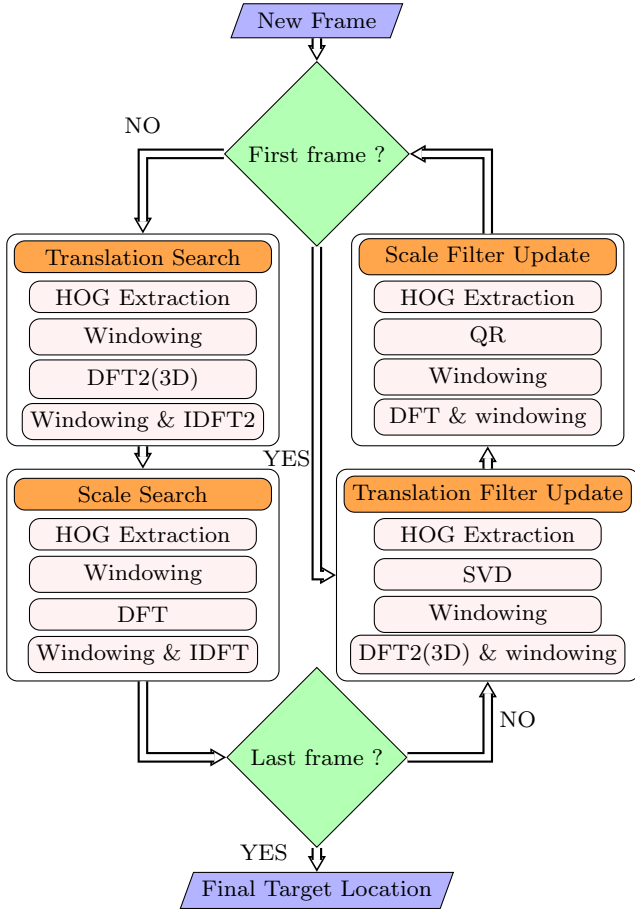 New Frame
First frame ?
NO
Translation Search
HOG Extraction
Windowing
DFT2(3D)
Windowing & IDFT2
Scale Search
HOG Extraction
Windowing
DFT
Windowing & IDFT
YES
Scale Filter Update
HOG Extraction
QR
Windowing
DFT & windowing
Translation Filter Update
HOG Extraction
SVD
Windowing
DFT2(3D) & windowing
Last frame ?
NO
YES
Final Target Location